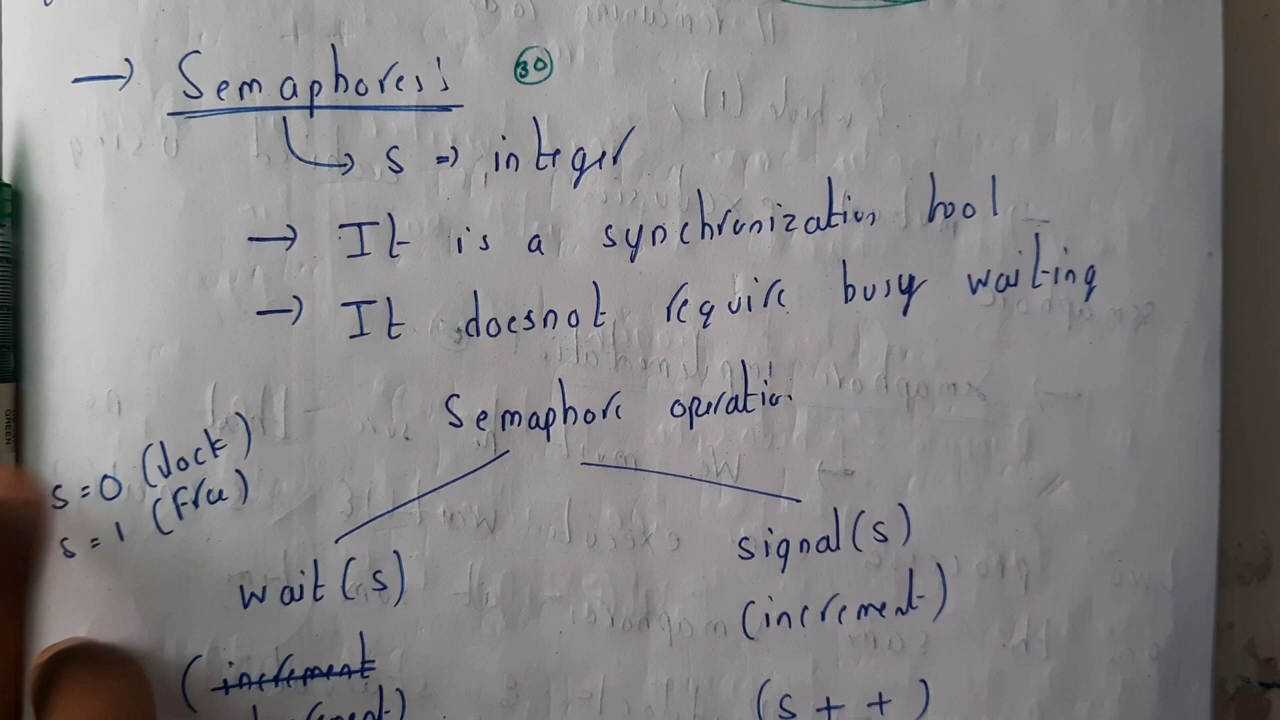 → Semaphores: 30
↳ s => integer
→ It is a synchronization tool
→ It doesnot require busy waiting
Semaphore operation
s = 0 (lock)
s = 1 (Free)
wait(s)
signal(s)
(increment
(increment)
(s++)